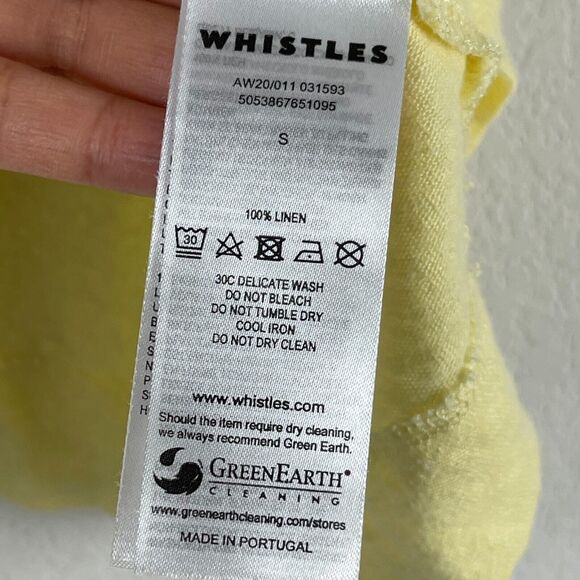 WHISTLES
AW20/011 031593
5053867651095
S
100% LINEN
30
30C DELICATE WASH
DO NOT BLEACH
DO NOT TUMBLE DRY
COOL IRON
DO NOT DRY CLEAN
www.whistles.com
Should the item require dry cleaning,
we always recommend Green Earth.
GREENEARTH®
CLEANING
www.greenearthcleaning.com/stores
MADE IN PORTUGAL